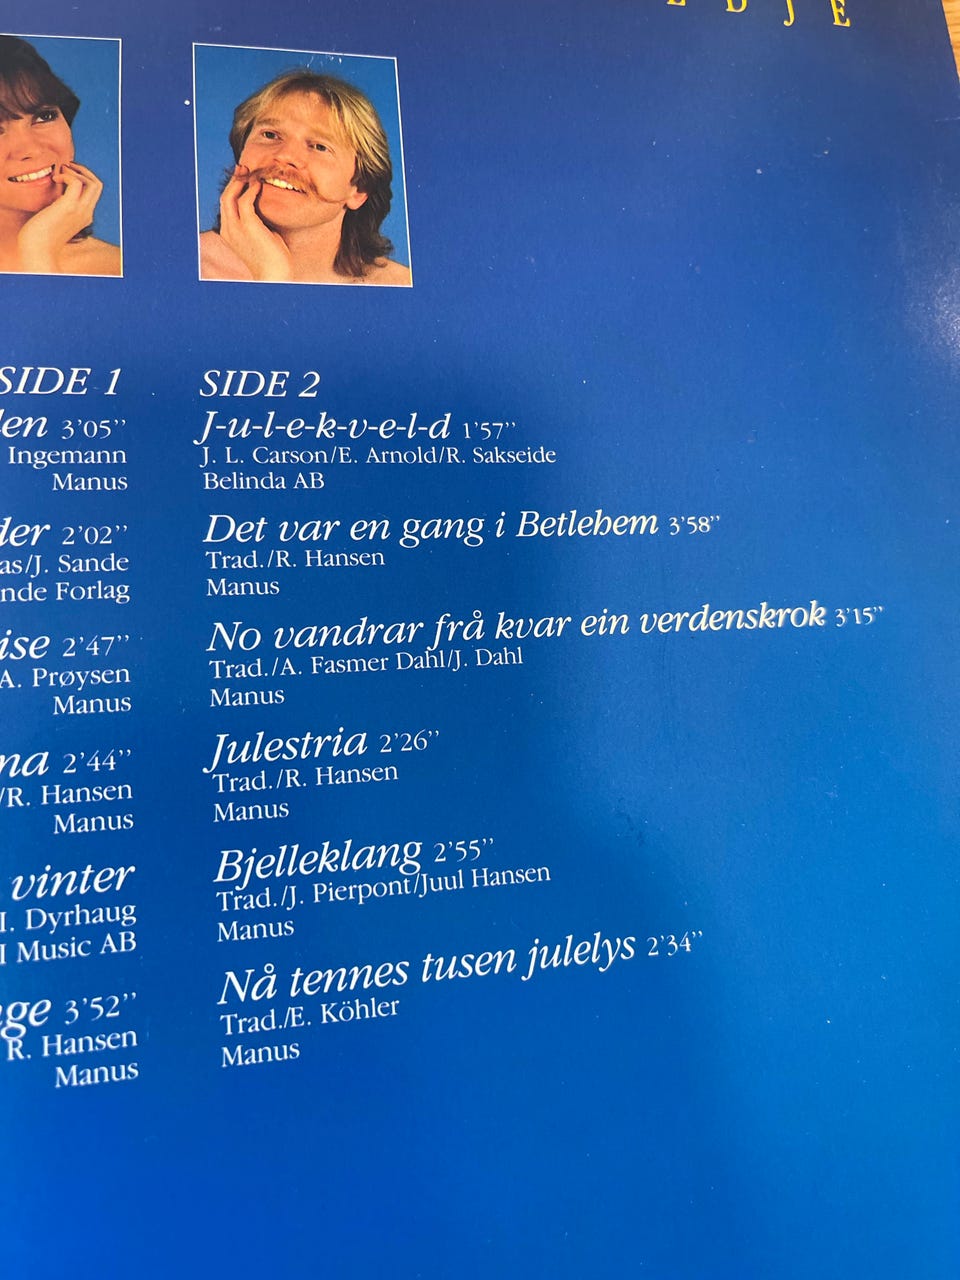 E D J E
SIDE 1
en 3'05''
Ingemann
Manus
der 2'02''
as/J. Sande
nde Forlag
ise 2'47''
A. Prøysen
Manus
na 2'44''
/R. Hansen
Manus
vinter
I. Dyrhaug
I Music AB
ge 3'52''
R. Hansen
Manus
SIDE 2
J-u-l-e-k-v-e-l-d 1'57''
J. L. Carson/E. Arnold/R. Sakseide
Belinda AB
Det var en gang i Betlehem 3'58''
Trad./R. Hansen
Manus
No vandrar frå kvar ein verdenskrok 3'15''
Trad./A. Fasmer Dahl/J. Dahl
Manus
Julestria 2'26''
Trad./R. Hansen
Manus
Bjelleklang 2'55''
Trad./J. Pierpont/Juul Hansen
Manus
Nå tennes tusen julelys 2'34''
Trad./E. Köhler
Manus